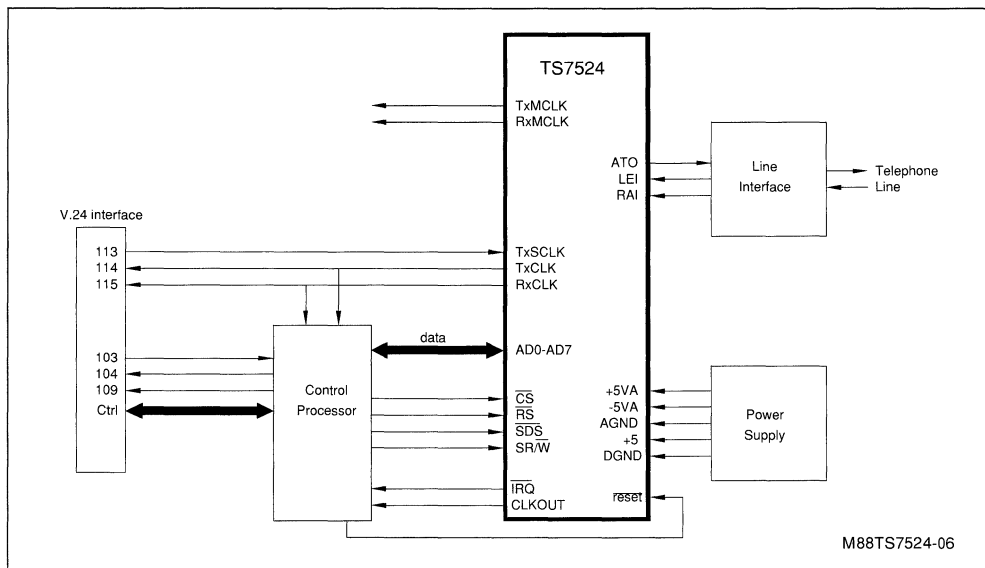 TS7524
TxMCLK
RxMCLK
ATO
LEI
RAI
Line
Interface
Telephone
Line
V.24 interface
113
114
115
TxSCLK
TxCLK
RxCLK
103
104
109
Ctrl
Control
Processor
data
AD0-AD7
CS
RS
SDS
SR/W
IRQ
CLKOUT
+5VA
-5VA
AGND
+5
DGND
reset
Power
Supply
M88TS7524-06